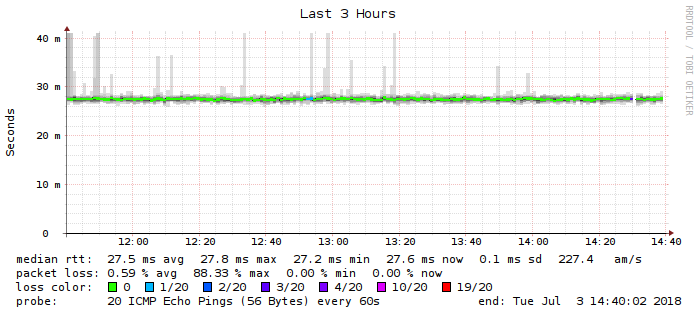 Last 3 Hours
RRDTOOL / TOBI OETIKER
Seconds
40 m
30 m
20 m
10 m
0
12:00 12:20 12:40 13:00 13:20 13:40 14:00 14:20 14:40
median rtt: 27.5 ms avg 27.8 ms max 27.2 ms min 27.6 ms now 0.1 ms sd 227.4 am/s
packet loss: 0.59 % avg 88.33 % max 0.00 % min 0.00 % now
loss color: 0 1/20 2/20 3/20 4/20 10/20 19/20
probe: 20 ICMP Echo Pings (56 Bytes) every 60s end: Tue Jul 3 14:40:02 2018